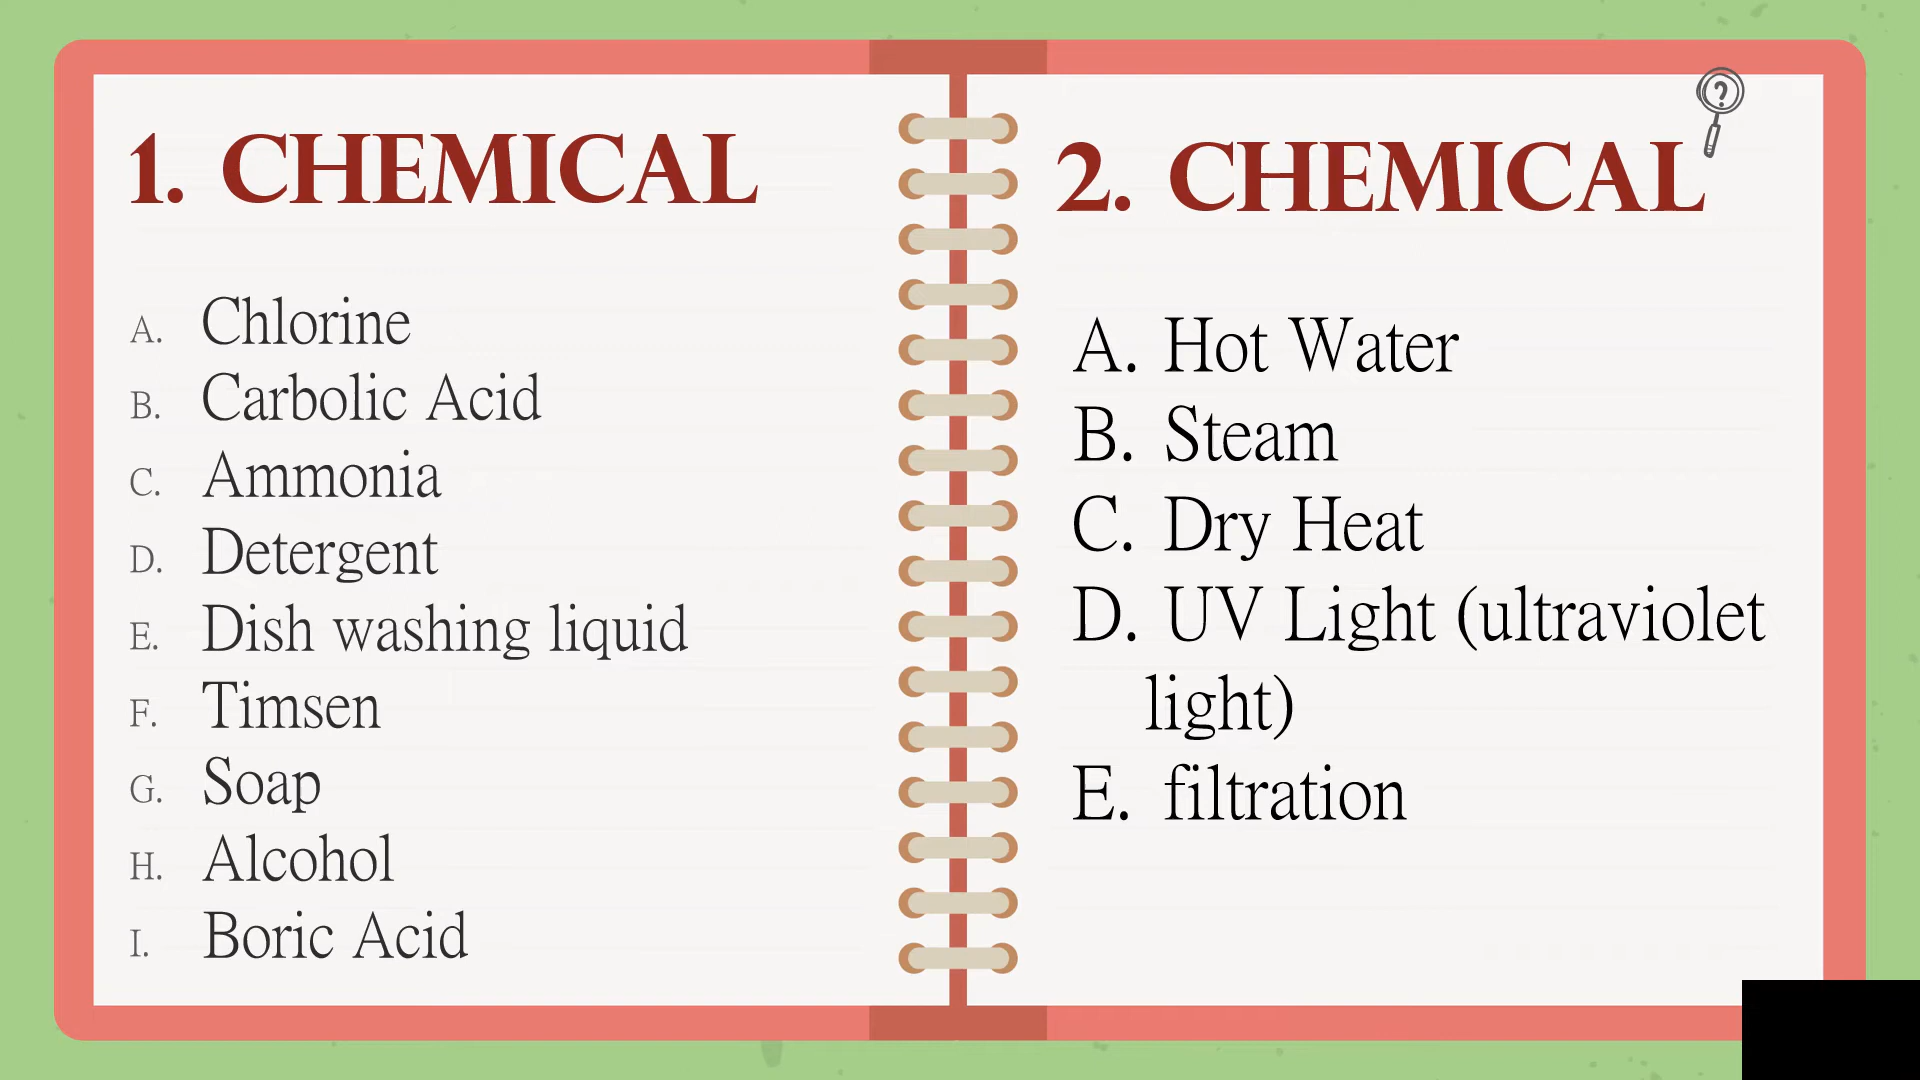 1. CHEMICAL
A. Chlorine
B. Carbolic Acid
C. Ammonia
D. Detergent
E. Dish washing liquid
F. Timsen
G. Soap
H. Alcohol
I. Boric Acid
?
2. CHEMICAL
A. Hot Water
B. Steam
C. Dry Heat
D. UV Light (ultraviolet
light)
E. filtration